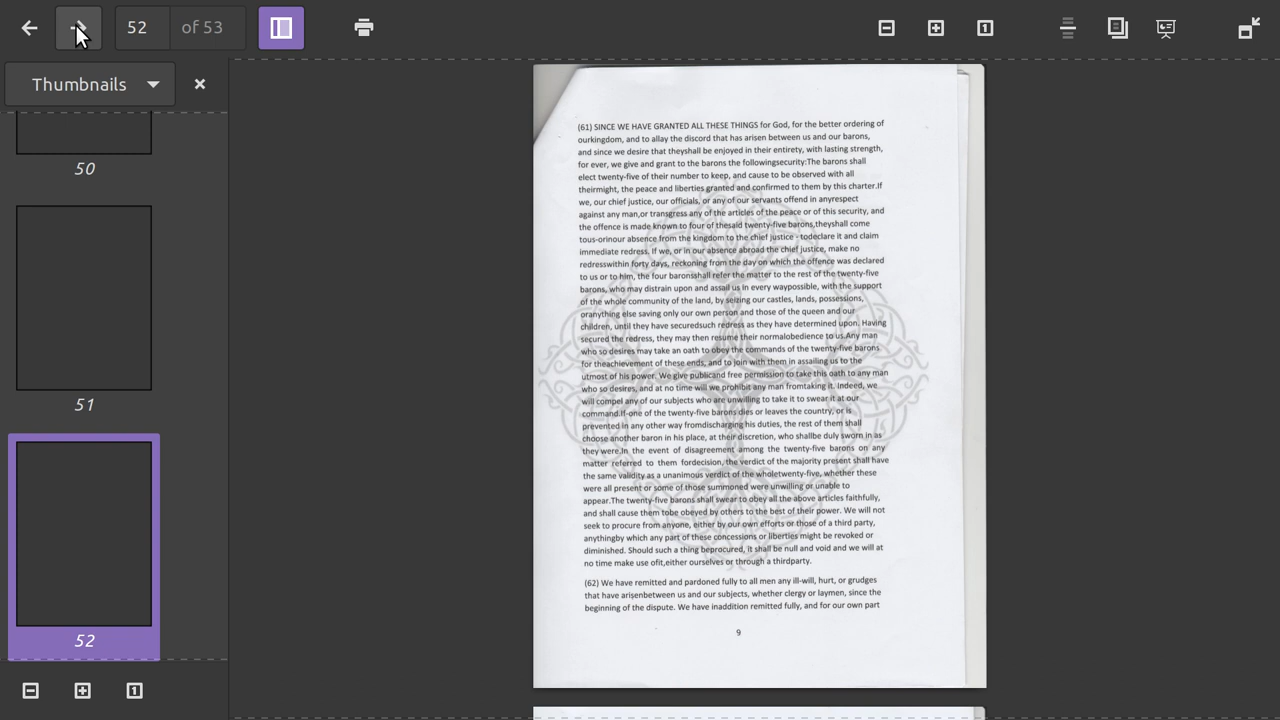 52
of 53
Thumbnails
50
51
52
(61) SINCE WE HAVE GRANTED ALL THESE THINGS for God, for the better ordering of
ourkingdom, and to allay the discord that has arisen between us and our barons,
and since we desire that theyshall be enjoyed in their entirety, with lasting strength,
for ever, we give and grant to the barons the followingsecurity:The barons shall
elect twenty-five of their number to keep, and cause to be observed with all
theirmight, the peace and liberties granted and confirmed to them by this charter.If
we, our chief justice, our officials, or any of our servants offend in anyrespect
against any man,or transgress any of the articles of the peace or of this security, and
the offence is made known to four of thesaid twenty-five barons,theyshall come
tous-orinour absence from the kingdom to the chief justice - todeclare it and claim
immediate redress. If we, or in our absence abroad the chief justice, make no
redresswithin forty days, reckoning from the day on which the offence was declared
to us or to him, the four baronsshall refer the matter to the rest of the twenty-five
barons, who may distrain upon and assail us in every waypossible, with the support
of the whole community of the land, by seizing our castles, lands, possessions,
oranything else saving only our own person and those of the queen and our
children, until they have securedsuch redress as they have determined upon. Having
secured the redress, they may then resume their normalobedience to us.Any man
who so desires may take an oath to obey the commands of the twenty-five barons
for theachievement of these ends, and to join with them in assailing us to the
utmost of his power. We give publicand free permission to take this oath to any man
who so desires, and at no time will we prohibit any man fromtaking it. Indeed, we
will compel any of our subjects who are unwilling to take it to swear it at our
command.If-one of the twenty-five barons dies or leaves the country, or is
prevented in any other way fromdischarging his duties, the rest of them shall
choose another baron in his place, at their discretion, who shallbe duly sworn in as
they were.In the event of disagreement among the twenty-five barons on any
matter referred to them fordecision,the verdict of the majority present shall have
the same validity as a unanimous verdict of the wholetwenty-five, whether these
were all present or some of those summoned were unwilling or unable to
appear.The twenty-five barons shall swear to obey all the above articles faithfully,
and shall cause them tobe obeyed by others to the best of their power. We will not
seek to procure from anyone, either by our own efforts or those of a third party,
anythingby which any part of these concessions or liberties might be revoked or
diminished. Should such a thing beprocured, it shall be null and void and we will at
no time make use ofit,either ourselves or through a thirdparty.
(62) We have remitted and pardoned fully to all men any ill-will, hurt, or grudges
that have arisenbetween us and our subjects, whether clergy or laymen, since the
beginning of the dispute. We have inaddition remitted fully, and for our own part
9